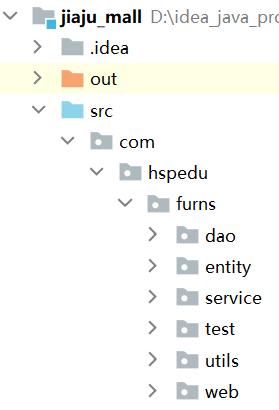 jiaju_mall D:\idea_java_pro
.idea
out
src
com
hspedu
furns
dao
entity
service
test
utils
web